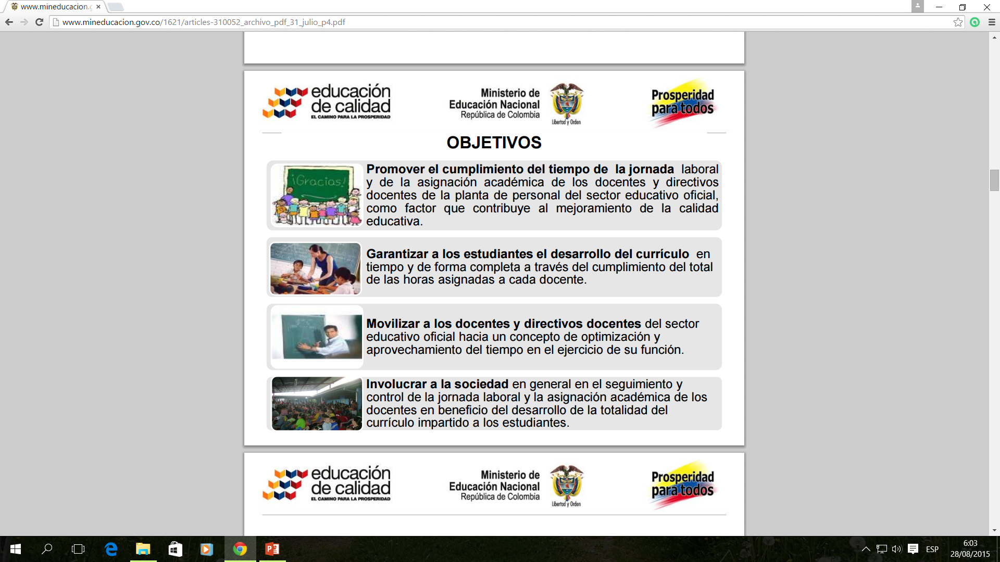 www.mineducacion.g
www.mineducacion.gov.co/1621/articles-310052_archivo_pdf_31_julio_p4.pdf
educación
de calidad
EL CAMINO PARA LA PROSPERIDAD
Ministerio de
Educación Nacional
República de Colombia
Libertad y Orden
Prosperidad
para todos
OBJETIVOS
¡Gracias!
Promover el cumplimiento del tiempo de la jornada laboral
y de la asignación académica de los docentes y directivos
docentes de la planta de personal del sector educativo oficial,
como factor que contribuye al mejoramiento de la calidad
educativa.
Garantizar a los estudiantes el desarrollo del currículo en
tiempo y de forma completa a través del cumplimiento del total
de las horas asignadas a cada docente.
Movilizar a los docentes y directivos docentes del sector
educativo oficial hacia un concepto de optimización y
aprovechamiento del tiempo en el ejercicio de su función.
Involucrar a la sociedad en general en el seguimiento y
control de la jornada laboral y la asignación académica de los
docentes en beneficio del desarrollo de la totalidad del
currículo impartido a los estudiantes.
educación
de calidad
EL CAMINO PARA LA PROSPERIDAD
Ministerio de
Educación Nacional
República de Colombia
Libertad y Orden
Prosperidad
para todos
ESP
6:03
28/08/2015